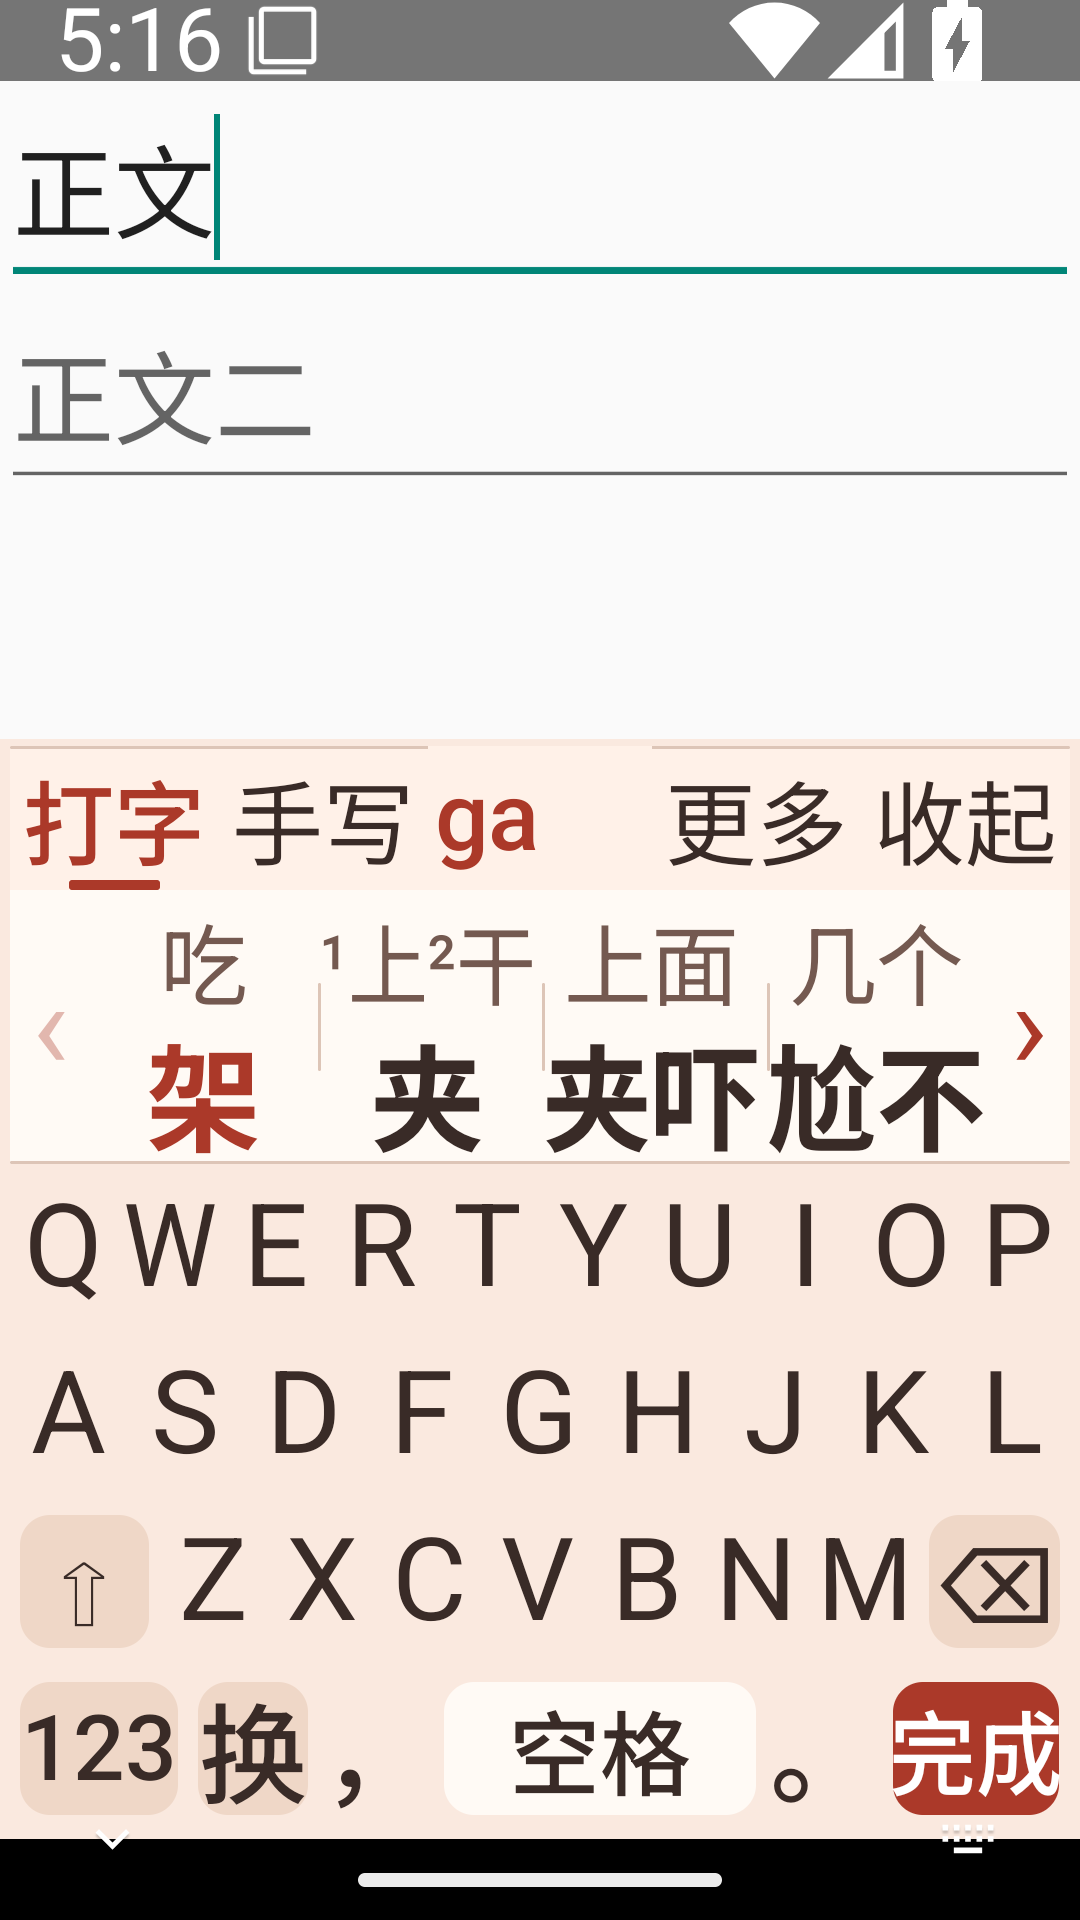 5:16
正文
正文二
打字 手写 ga 更多 收起
吃 1上2干 上面 几个
‹ 架 夹 夹吓 尬不 ›
Q W E R T Y U I O P
A S D F G H J K L
⇧ Z X C V B N M ⌫
123 换 ， 空格 。 完成